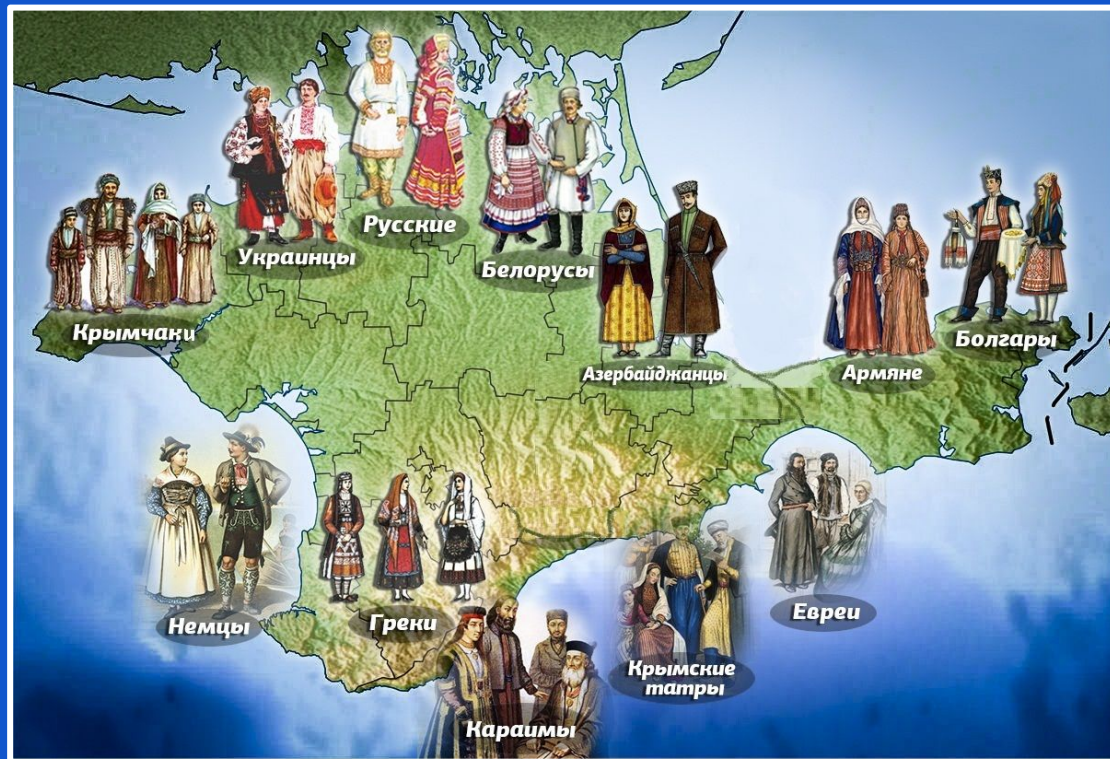 Русские
Украинцы
Белорусы
Крымчаки
Болгары
Азербайджанцы
Армяне
Евреи
Греки
Немцы
Крымские
татры
Караимы